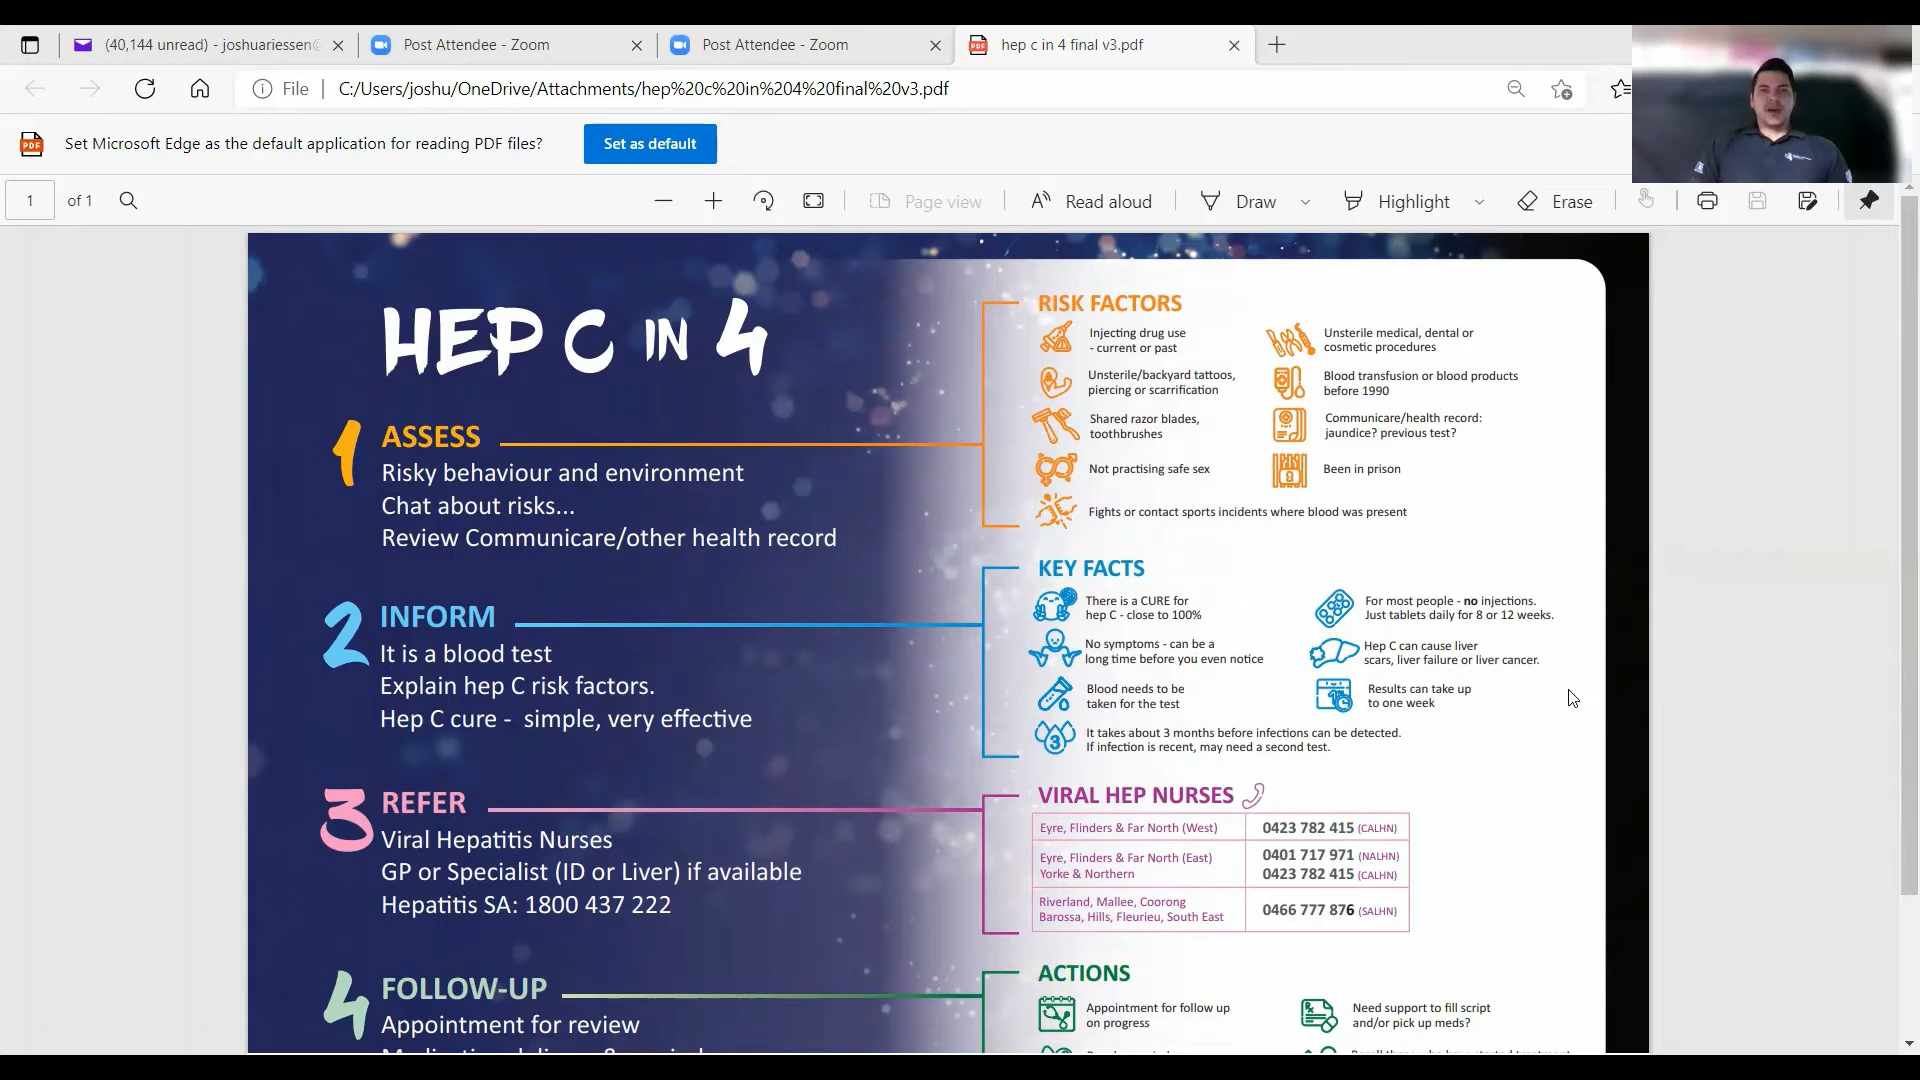 (40,144 unread) - joshuariessen@
Post Attendee - Zoom
Post Attendee - Zoom
hep c in 4 final v3.pdf
File
C:/Users/joshu/OneDrive/Attachments/hep%20c%20in%204%20final%20v3.pdf
Set Microsoft Edge as the default application for reading PDF files?
Set as default
1 of 1
Page view
Read aloud
Draw
Highlight
Erase
HEP C IN 4
1 ASSESS
Risky behaviour and environment
Chat about risks...
Review Communicare/other health record
RISK FACTORS
Injecting drug use
- current or past
Unsterile medical, dental or
cosmetic procedures
Unsterile/backyard tattoos,
piercing or scarrification
Blood transfusion or blood products
before 1990
Shared razor blades,
toothbrushes
Communicare/health record:
jaundice? previous test?
Not practising safe sex
Been in prison
Fights or contact sports incidents where blood was present
2 INFORM
It is a blood test
Explain hep C risk factors.
Hep C cure - simple, very effective
KEY FACTS
There is a CURE for
hep C - close to 100%
For most people - no injections.
Just tablets daily for 8 or 12 weeks.
No symptoms - can be a
long time before you even notice
Hep C can cause liver
scars, liver failure or liver cancer.
Blood needs to be
taken for the test
Results can take up
to one week
3
It takes about 3 months before infections can be detected.
If infection is recent, may need a second test.
3 REFER
Viral Hepatitis Nurses
GP or Specialist (ID or Liver) if available
Hepatitis SA: 1800 437 222
VIRAL HEP NURSES
Eyre, Flinders & Far North (West)
0423 782 415 (CALHN)
Eyre, Flinders & Far North (East)
Yorke & Northern
0401 717 971 (NALHN)
0423 782 415 (CALHN)
Riverland, Mallee, Coorong
Barossa, Hills, Fleurieu, South East
0466 777 876 (SALHN)
4 FOLLOW-UP
Appointment for review
ACTIONS
Appointment for follow up
on progress
Need support to fill script
and/or pick up meds?